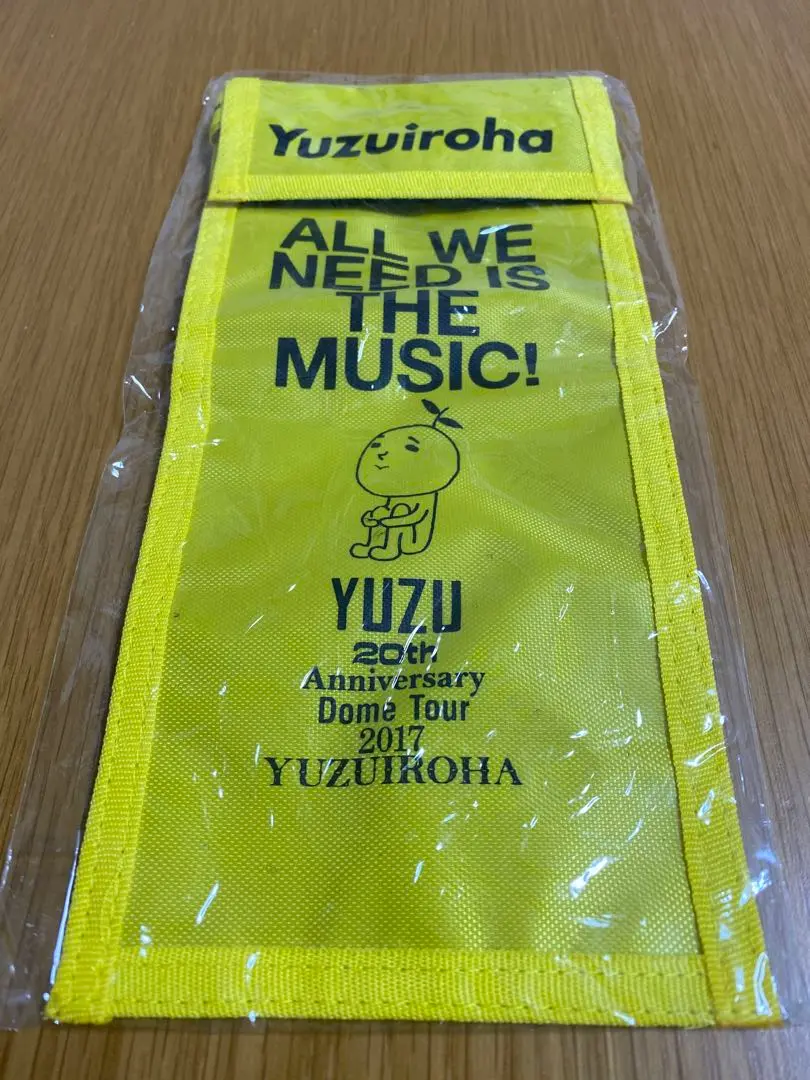 Yuzuiroha
ALL WE
NEED IS
THE
MUSIC!
YUZU
20th
Anniversary
Dome Tour
2017
YUZUIROHA